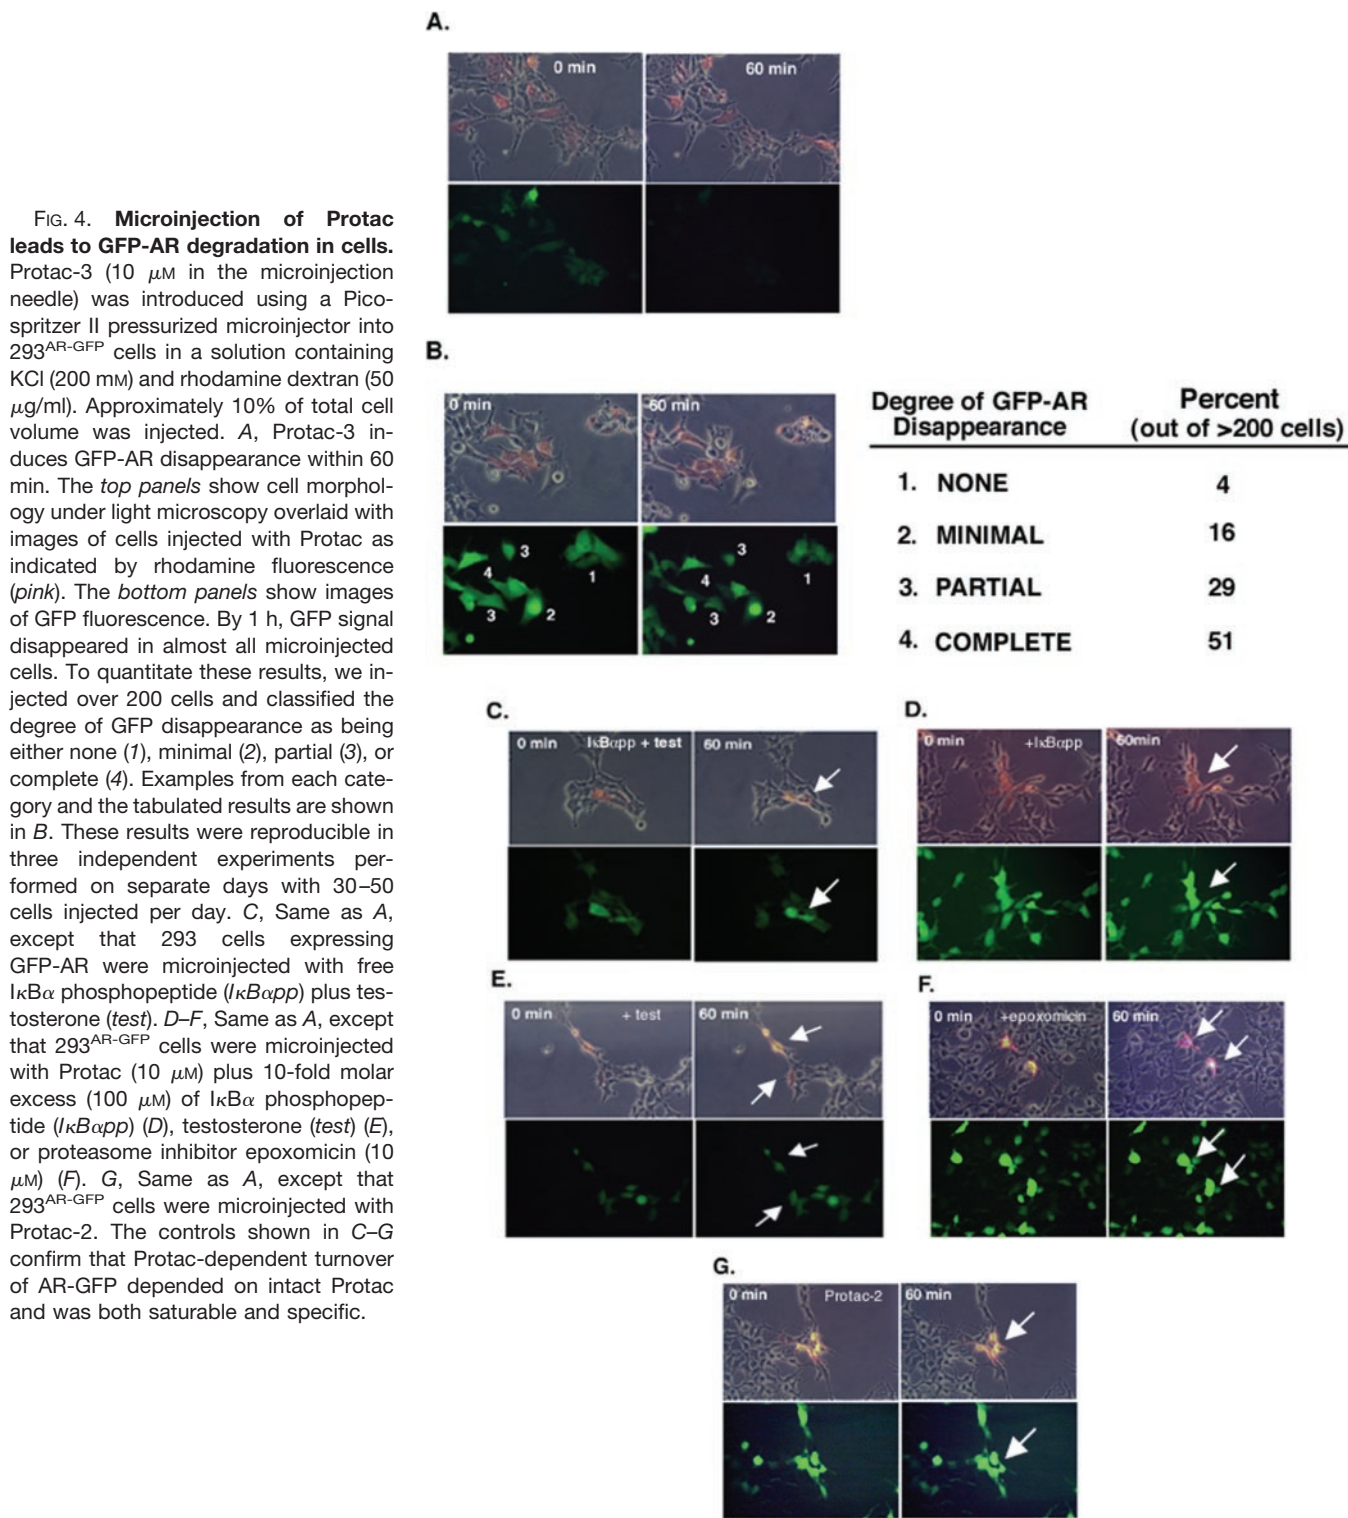 FIG. 4. Microinjection of Protac
leads to GFP-AR degradation in cells.
Protac-3 (10 μM in the microinjection
needle) was introduced using a Pico-
spritzer II pressurized microinjector into
293AR-GFP cells in a solution containing
KCl (200 mM) and rhodamine dextran (50
μg/ml). Approximately 10% of total cell
volume was injected. A, Protac-3 in-
duces GFP-AR disappearance within 60
min. The top panels show cell morphol-
ogy under light microscopy overlaid with
images of cells injected with Protac as
indicated by rhodamine fluorescence
(pink). The bottom panels show images
of GFP fluorescence. By 1 h, GFP signal
disappeared in almost all microinjected
cells. To quantitate these results, we in-
jected over 200 cells and classified the
degree of GFP disappearance as being
either none (1), minimal (2), partial (3), or
complete (4). Examples from each cate-
gory and the tabulated results are shown
in B. These results were reproducible in
three independent experiments per-
formed on separate days with 30–50
cells injected per day. C, Same as A,
except that 293 cells expressing
GFP-AR were microinjected with free
IκBα phosphopeptide (IκBαpp) plus tes-
tosterone (test). D–F, Same as A, except
that 293AR-GFP cells were microinjected
with Protac (10 μM) plus 10-fold molar
excess (100 μM) of IκBα phosphopep-
tide (IκBαpp) (D), testosterone (test) (E),
or proteasome inhibitor epoxomicin (10
μM) (F). G, Same as A, except that
293AR-GFP cells were microinjected with
Protac-2. The controls shown in C–G
confirm that Protac-dependent turnover
of AR-GFP depended on intact Protac
and was both saturable and specific.
A.
0 min 60 min
B.
0 min 60 min
3 4 1 3 2
3 4 1 3 2
Degree of GFP-AR Percent
Disappearance (out of >200 cells)
1. NONE 4
2. MINIMAL 16
3. PARTIAL 29
4. COMPLETE 51
C.
0 min IκBαpp + test 60 min
D.
0 min +IκBαpp 60min
E.
0 min + test 60 min
F.
0 min +epoxomicin 60 min
G.
0 min Protac-2 60 min